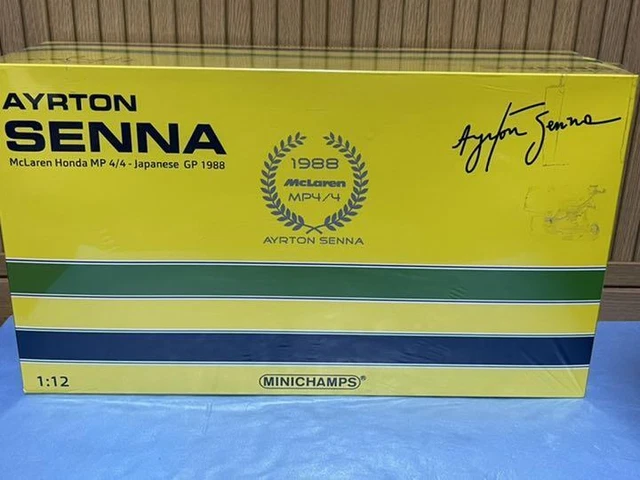 AYRTON
SENNA
McLaren Honda MP 4/4 - Japanese GP 1988
Ayrton Senna
1988
McLaren
MP4/4
AYRTON SENNA
1:12
MINICHAMPS®